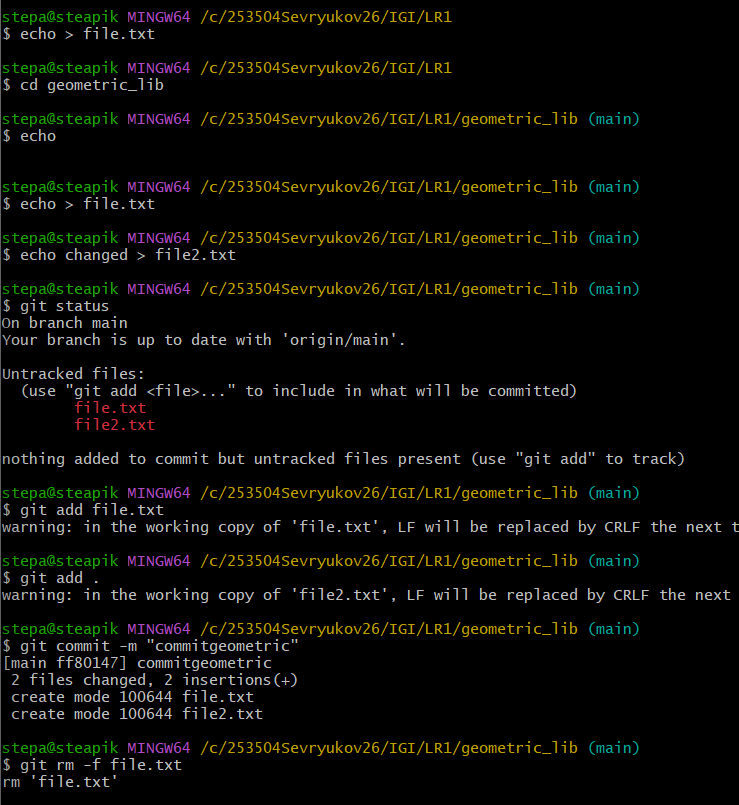 stepa@steapik MINGW64 /c/253504Sevryukov26/IGI/LR1
$ echo > file.txt
stepa@steapik MINGW64 /c/253504Sevryukov26/IGI/LR1
$ cd geometric_lib
stepa@steapik MINGW64 /c/253504Sevryukov26/IGI/LR1/geometric_lib (main)
$ echo
stepa@steapik MINGW64 /c/253504Sevryukov26/IGI/LR1/geometric_lib (main)
$ echo > file.txt
stepa@steapik MINGW64 /c/253504Sevryukov26/IGI/LR1/geometric_lib (main)
$ echo changed > file2.txt
stepa@steapik MINGW64 /c/253504Sevryukov26/IGI/LR1/geometric_lib (main)
$ git status
On branch main
Your branch is up to date with 'origin/main'.
Untracked files:
(use "git add <file>..." to include in what will be committed)
file.txt
file2.txt
nothing added to commit but untracked files present (use "git add" to track)
stepa@steapik MINGW64 /c/253504Sevryukov26/IGI/LR1/geometric_lib (main)
$ git add file.txt
warning: in the working copy of 'file.txt', LF will be replaced by CRLF the next t
stepa@steapik MINGW64 /c/253504Sevryukov26/IGI/LR1/geometric_lib (main)
$ git add .
warning: in the working copy of 'file2.txt', LF will be replaced by CRLF the next
stepa@steapik MINGW64 /c/253504Sevryukov26/IGI/LR1/geometric_lib (main)
$ git commit -m "commitgeometric"
[main ff80147] commitgeometric
2 files changed, 2 insertions(+)
create mode 100644 file.txt
create mode 100644 file2.txt
stepa@steapik MINGW64 /c/253504Sevryukov26/IGI/LR1/geometric_lib (main)
$ git rm -f file.txt
rm 'file.txt'